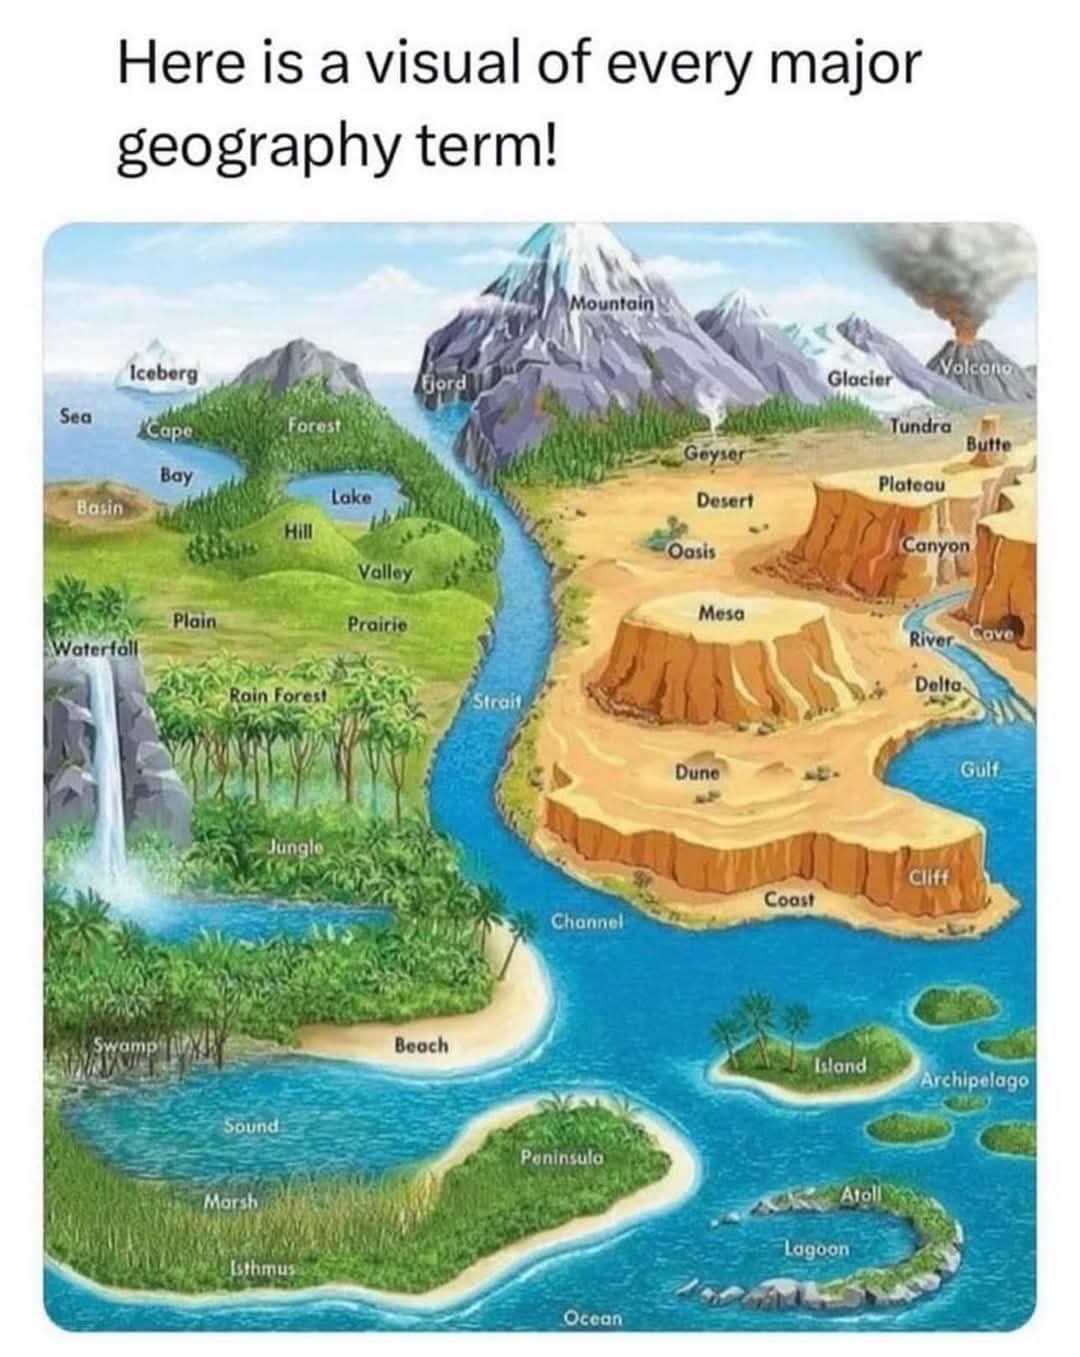 Here is a visual of every major
geography term!
Mountain
Iceberg
Fjord
Glacier
Volcano
Sea
Cape
Forest
Tundra
Butte
Geyser
Bay
Lake
Desert
Plateau
Basin
Hill
Oasis
Canyon
Valley
Plain
Prairie
Mesa
Waterfall
River
Cave
Rain Forest
Strait
Delta
Dune
Gulf
Jungle
Cliff
Coast
Channel
Swamp
Beach
Island
Archipelago
Sound
Peninsula
Marsh
Atoll
Lagoon
Isthmus
Ocean